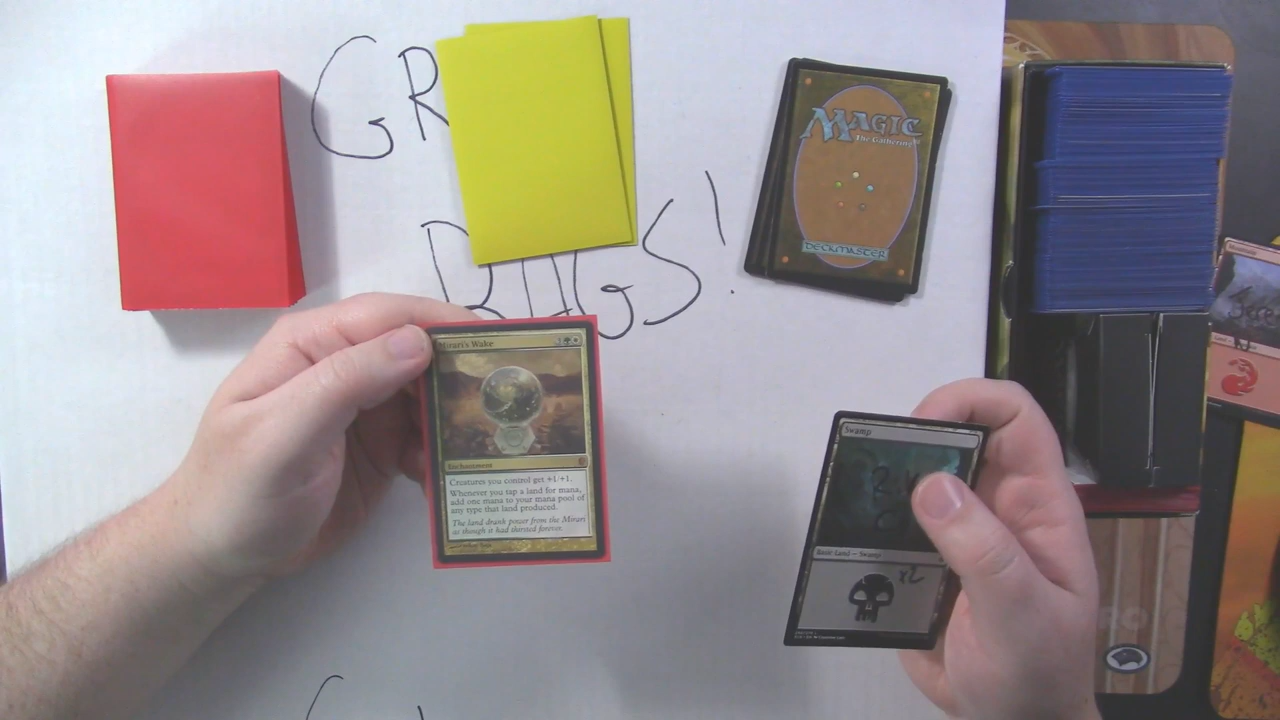 GR
BAGS!
MAGIC
The Gathering
DECKMASTER
Mirari's Wake
Enchantment
Creatures you control get +1/+1.
Whenever you tap a land for mana,
add one mana to your mana pool of
any type that land produced.
The land drank power from the Mirari
as though it had thirsted forever.
Swamp
Basic Land — Swamp
x2